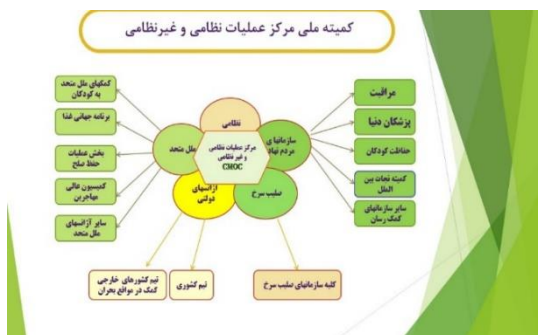 کمیته ملی مرکز عملیات نظامی و غیرنظامی
کمکهای ملل متحد
به کودکان
برنامه جهانی غذا
بخش عملیات
حفظ صلح
کمیسیون عالی
مهاجرین
سایر آژانسهای
ملل متحد
نظامی
ملل متحد
سازمانهای
مردم نهاد
مرکز عملیات نظامی
و غیر نظامی
CMOC
آژانسهای
دولتی
صلیب سرخ
مراقبت
پزشکان دنیا
حفاظت کودکان
کمیته نجات بین
الملل
سایر سازمانهای
کمک رسان
تیم کشورهای خارجی
کمک در مواقع بحران
تیم کشوری
کلیه سازمانهای صلیب سرخ